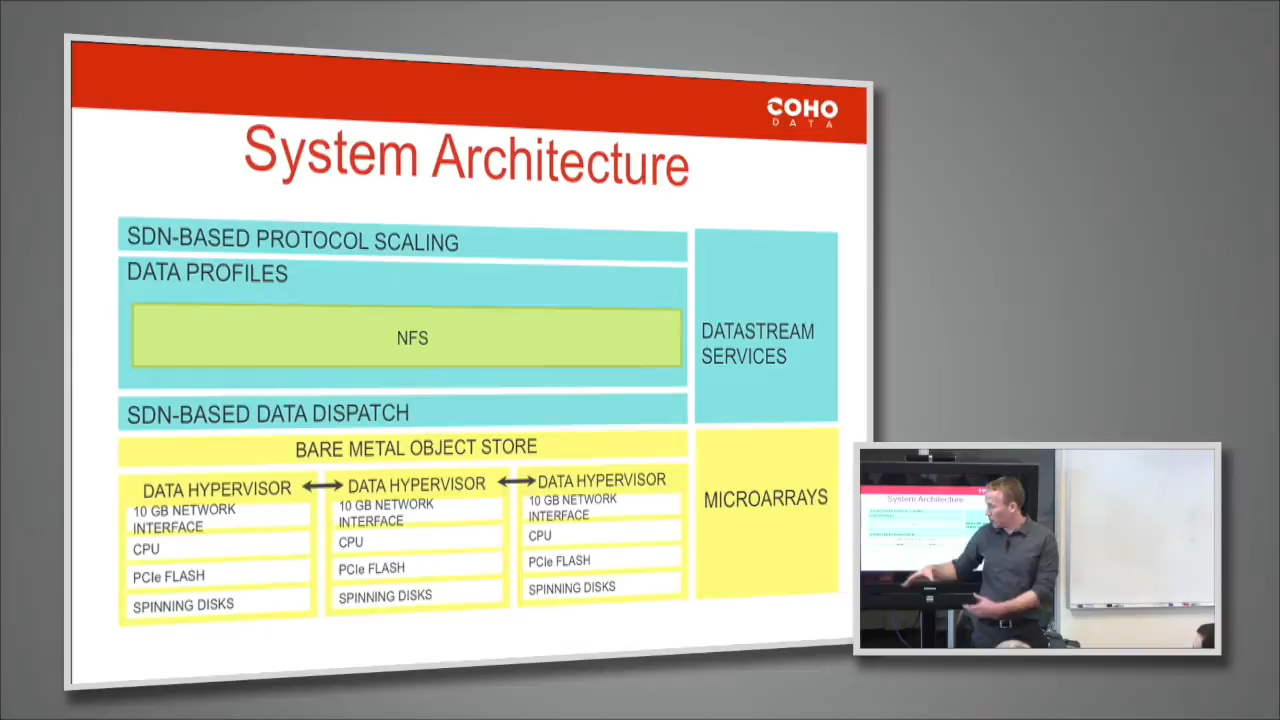 COHO
DATA
System Architecture
SDN-BASED PROTOCOL SCALING
DATA PROFILES
NFS
DATASTREAM
SERVICES
SDN-BASED DATA DISPATCH
BARE METAL OBJECT STORE
MICROARRAYS
DATA HYPERVISOR
10 GB NETWORK
INTERFACE
CPU
PCIe FLASH
SPINNING DISKS
DATA HYPERVISOR
10 GB NETWORK
INTERFACE
CPU
PCIe FLASH
SPINNING DISKS
DATA HYPERVISOR
10 GB NETWORK
INTERFACE
CPU
PCIe FLASH
SPINNING DISKS
System Architecture